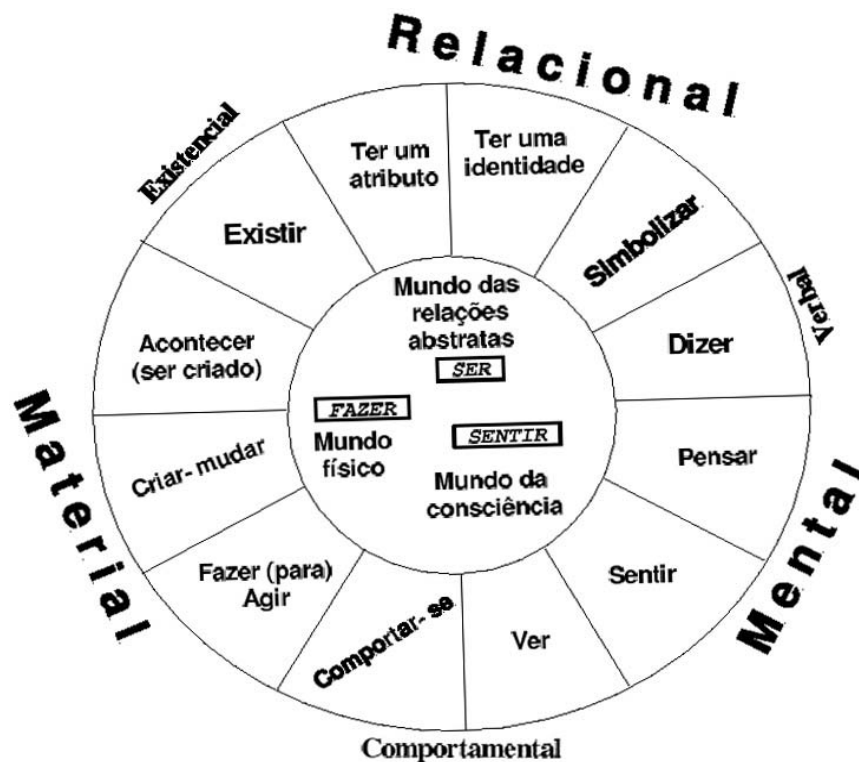 Relacional
Existencial
Ter um
atributo
Ter uma
identidade
Existir
Simbolizar
Verbal
Mundo das
relações
abstratas
SER
Acontecer
(ser criado)
Dizer
FAZER
Mundo
físico
SENTIR
Mundo da
consciência
Material
Criar- mudar
Pensar
Mental
Fazer (para)
Agir
Sentir
Comportar- se
Ver
Comportamental